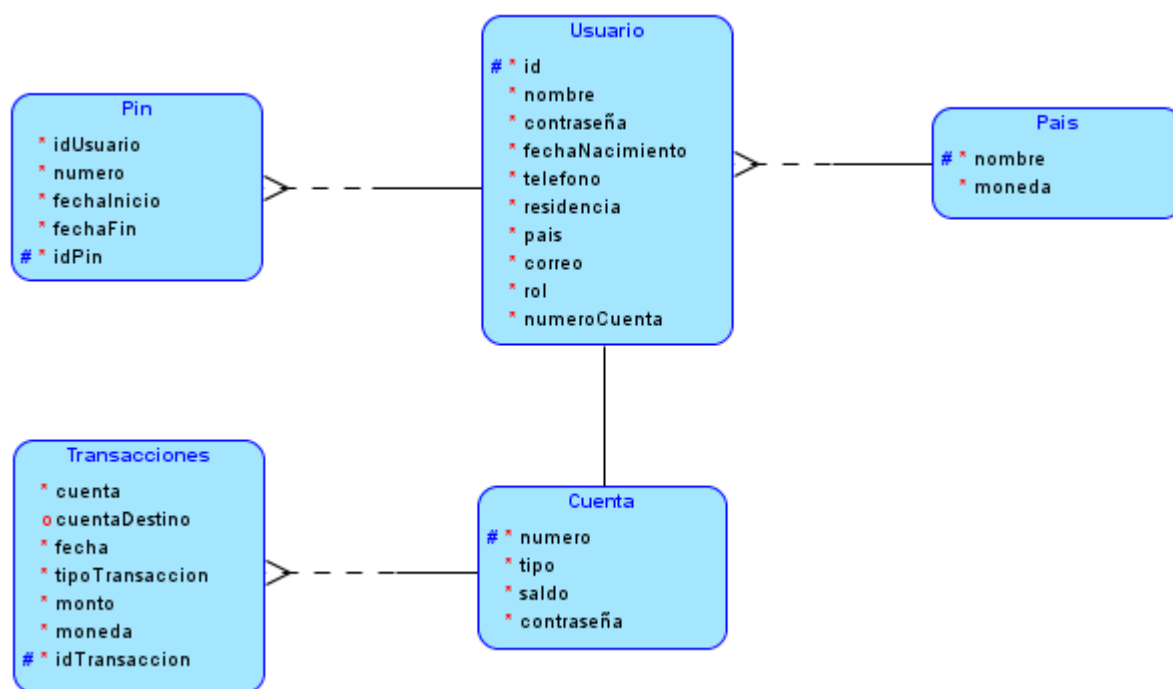 Usuario
# * id
* nombre
* contraseña
* fechaNacimiento
* telefono
* residencia
* pais
* correo
* rol
* numeroCuenta
Pin
* idUsuario
* numero
* fechaInicio
* fechaFin
# * idPin
Pais
# * nombre
* moneda
Transacciones
* cuenta
o cuentaDestino
* fecha
* tipoTransaccion
* monto
* moneda
# * idTransaccion
Cuenta
# * numero
* tipo
* saldo
* contraseña